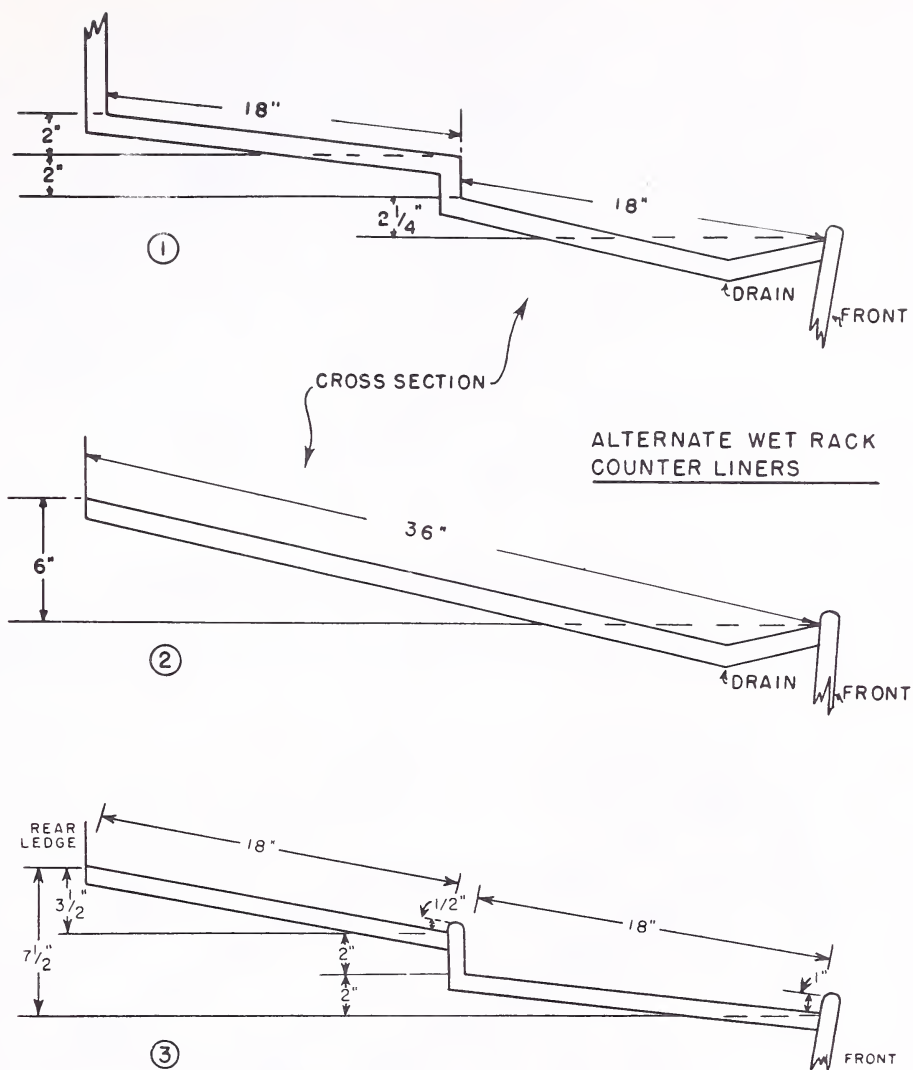 18"
2"
2"
18"
2 1/4"
1
DRAIN
FRONT
CROSS SECTION
ALTERNATE WET RACK
COUNTER LINERS
36"
6"
2
DRAIN
FRONT
REAR
LEDGE
18"
1/2"
18"
3 1/2"
7 1/2"
2"
2"
1"
3
FRONT